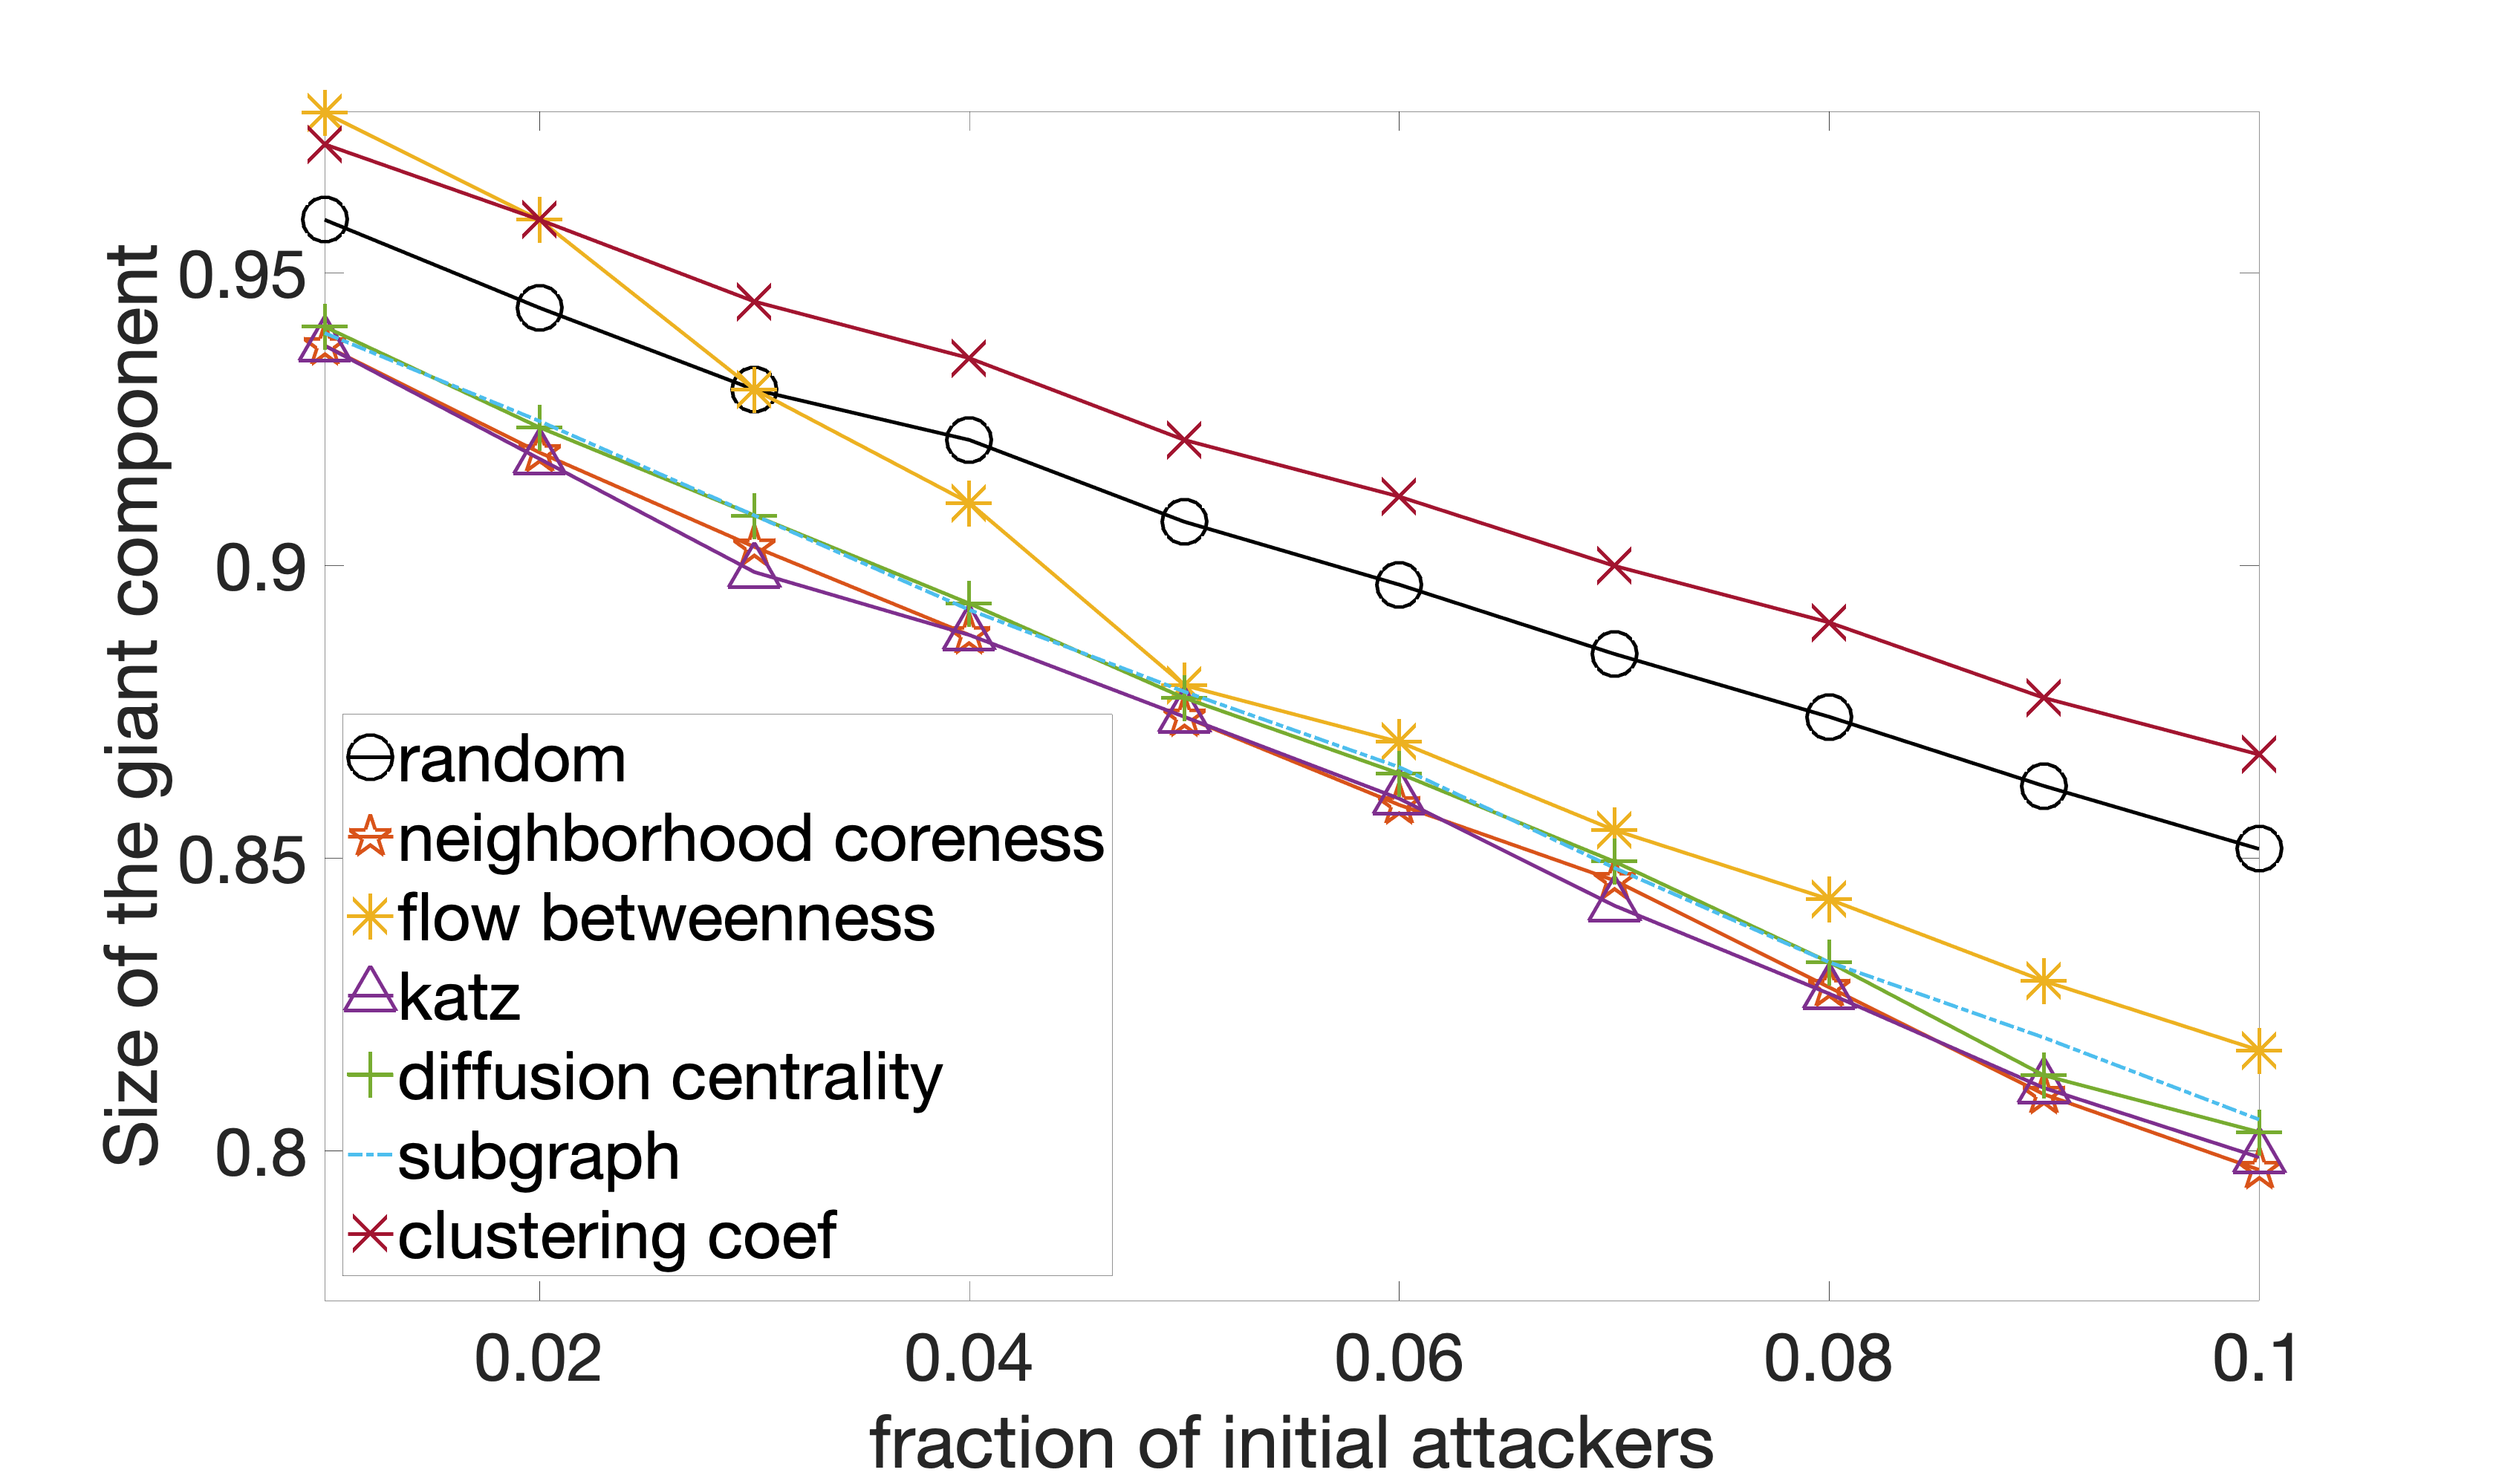 Size of the giant component
0.95
0.9
0.85
0.8
random
neighborhood coreness
flow betweenness
katz
diffusion centrality
subgraph
clustering coef
0.02 0.04 0.06 0.08 0.1
fraction of initial attackers